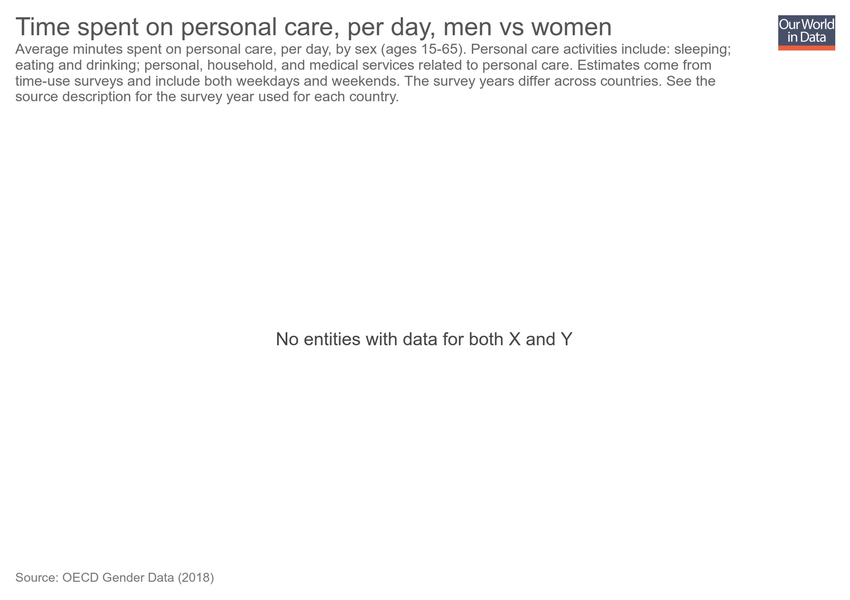 Time spent on personal care, per day, men vs women
Our World
in Data
Average minutes spent on personal care, per day, by sex (ages 15-65). Personal care activities include: sleeping;
eating and drinking; personal, household, and medical services related to personal care. Estimates come from
time-use surveys and include both weekdays and weekends. The survey years differ across countries. See the
source description for the survey year used for each country.
No entities with data for both X and Y
Source: OECD Gender Data (2018)